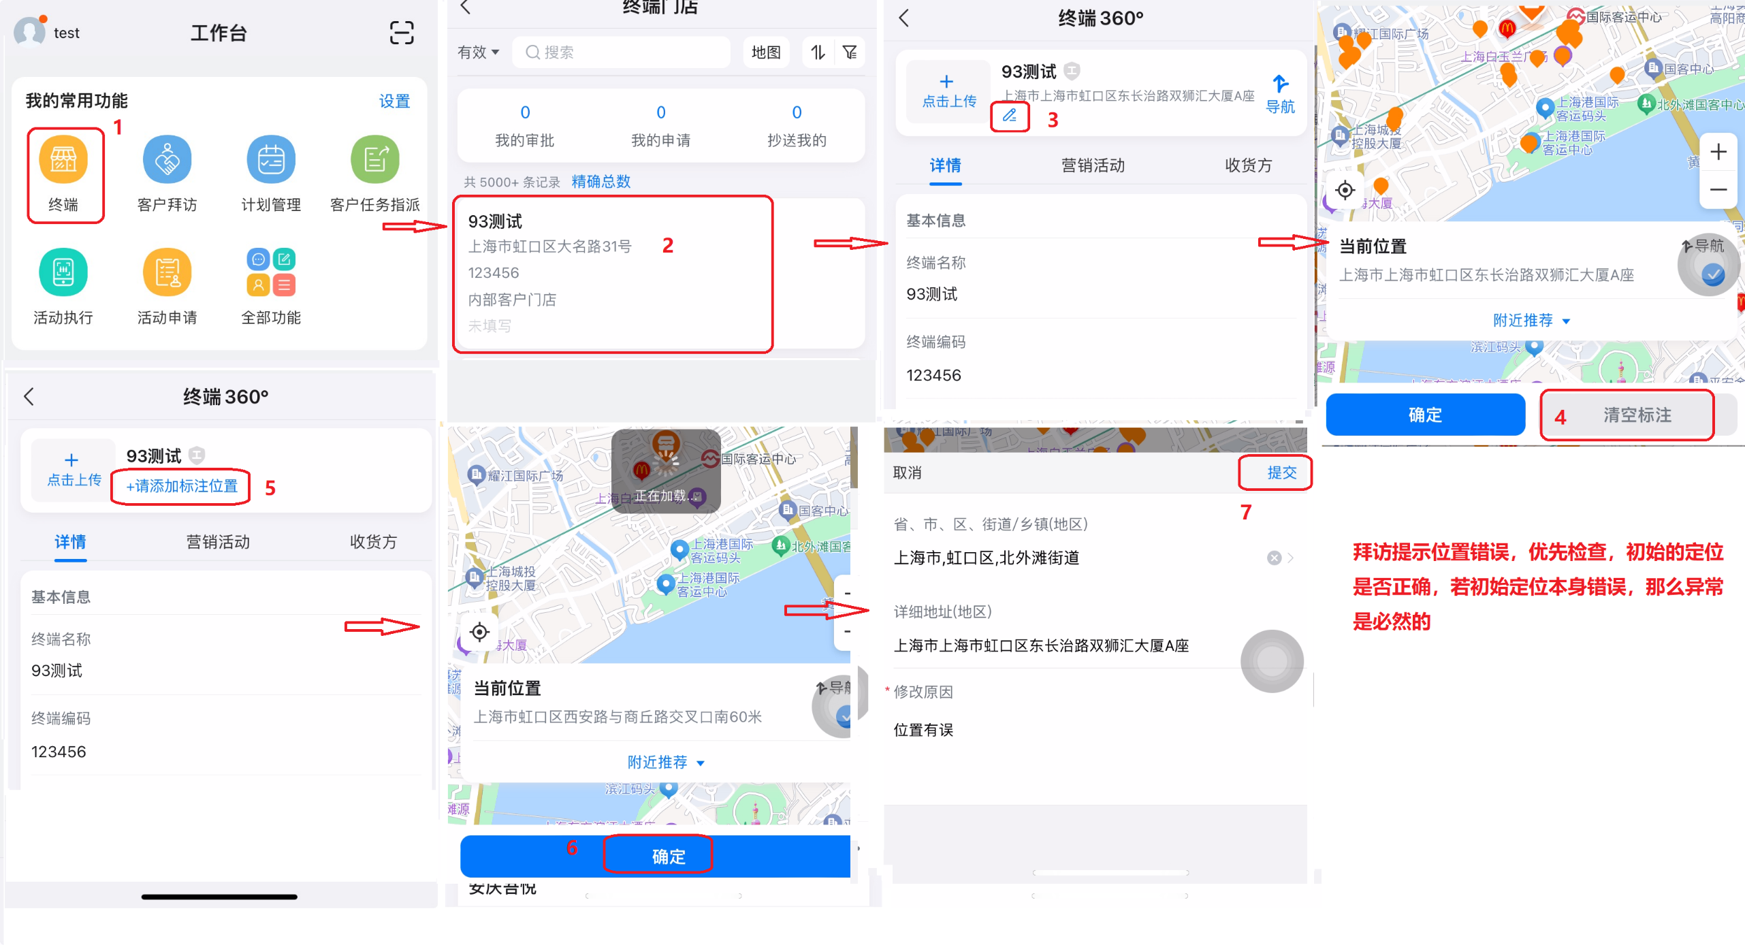 test
工作台
我的常用功能
设置
1
终端
客户拜访
计划管理
客户任务指派
活动执行
活动申请
全部功能
终端门店
有效
搜索
地图
0
0
0
我的审批
我的申请
抄送我的
共 5000+ 条记录 精确总数
93测试
上海市虹口区大名路31号
2
123456
内部客户门店
未填写
终端 360°
点击上传
93测试
上海市上海市虹口区东长治路双狮汇大厦A座
导航
3
详情
营销活动
收货方
基本信息
终端名称
93测试
终端编码
123456
国际客运中心
耀江国际广场
上海白玉兰广场
国客中心
上海港国际
客运码头
北外滩国客中心
上海城投
控股大厦
上海港国际
客运中心
大厦
当前位置
导航
上海市上海市虹口区东长治路双狮汇大厦A座
附近推荐
滨江码头
确定
4
清空标注
终端 360°
点击上传
93测试
+请添加标注位置
5
详情
营销活动
收货方
基本信息
终端名称
93测试
终端编码
123456
国际客运中心
耀江国际广场
正在加载...
国客中心
上海港国际
客运码头
北外滩国客
上海城投
控股大厦
上海港国际
客运中心
海大厦
当前位置
导航
上海市虹口区西安路与商丘路交叉口南60米
附近推荐
滨江码头
6
确定
取消
提交
7
省、市、区、街道/乡镇(地区)
上海市,虹口区,北外滩街道
详细地址(地区)
上海市上海市虹口区东长治路双狮汇大厦A座
* 修改原因
位置有误
拜访提示位置错误，优先检查，初始的定位
是否正确，若初始定位本身错误，那么异常
是必然的